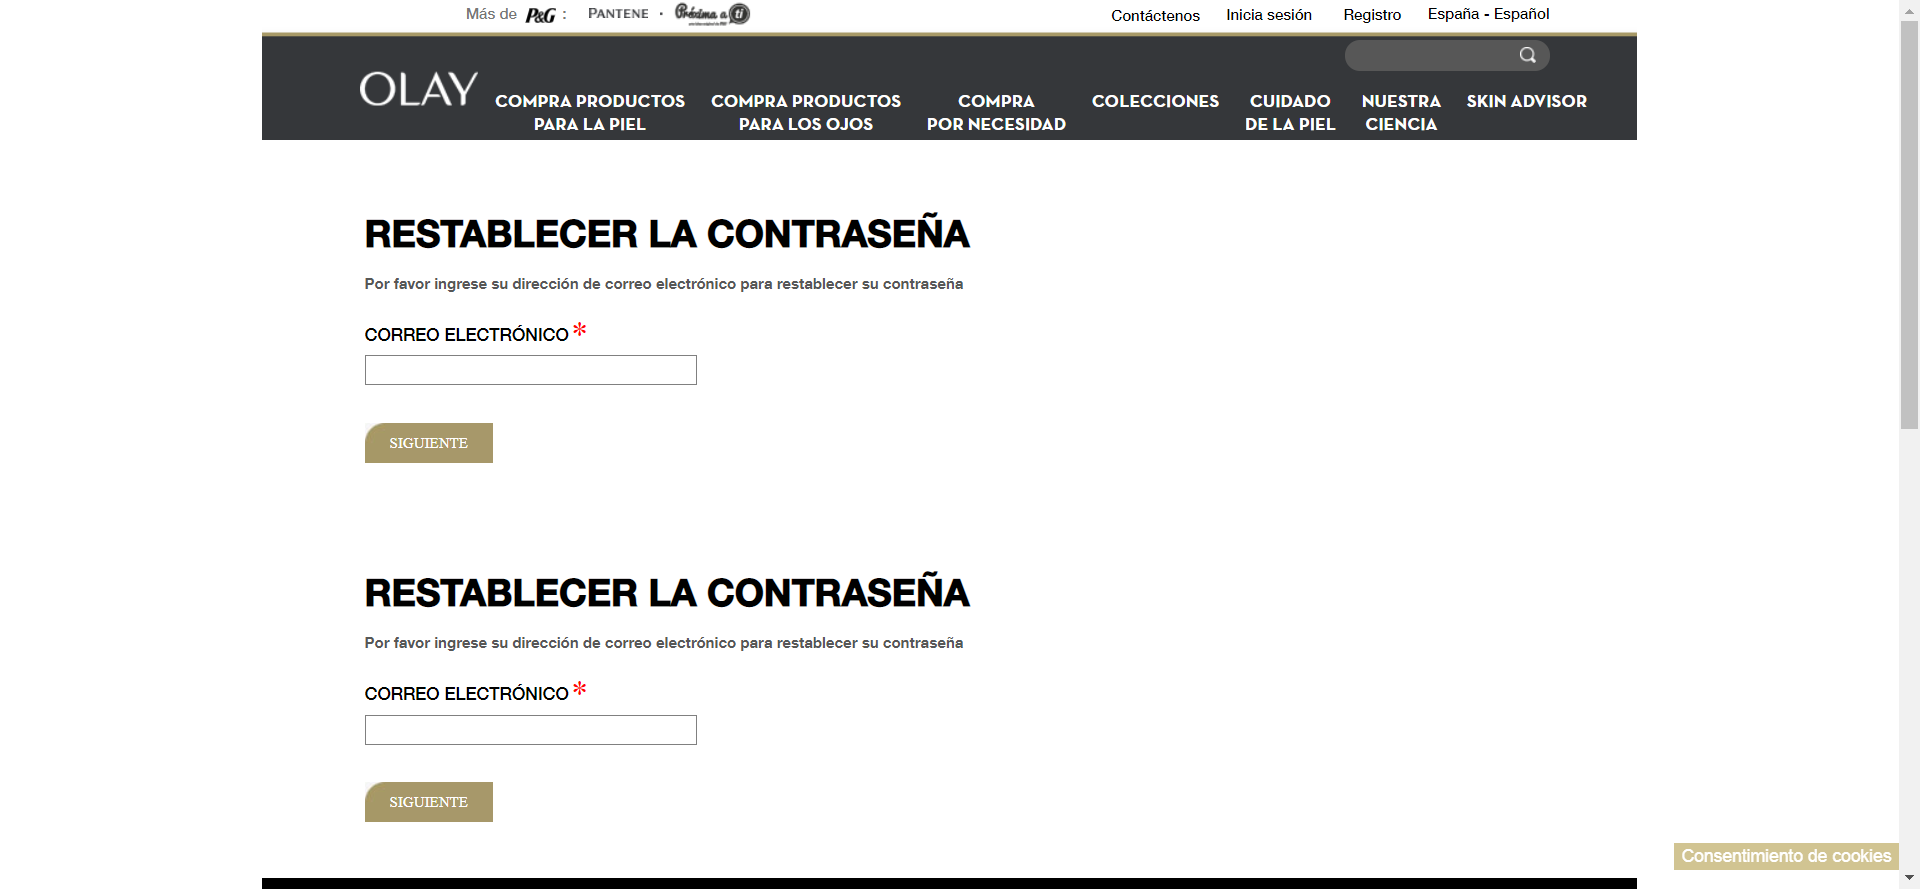 Más de P&G : PANTENE · Próxima a ti
Contáctenos Inicia sesión Registro España - Español
OLAY
COMPRA PRODUCTOS PARA LA PIEL
COMPRA PRODUCTOS PARA LOS OJOS
COMPRA POR NECESIDAD
COLECCIONES
CUIDADO DE LA PIEL
NUESTRA CIENCIA
SKIN ADVISOR
RESTABLECER LA CONTRASEÑA
Por favor ingrese su dirección de correo electrónico para restablecer su contraseña
CORREO ELECTRÓNICO *
SIGUIENTE
RESTABLECER LA CONTRASEÑA
Por favor ingrese su dirección de correo electrónico para restablecer su contraseña
CORREO ELECTRÓNICO *
SIGUIENTE
Consentimiento de cookies